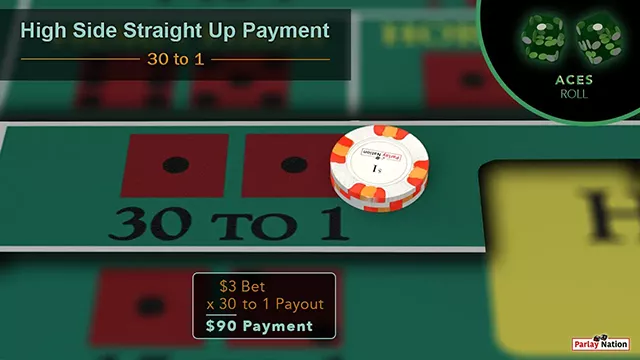 High Side Straight Up Payment
30 to 1
ACES
ROLL
Parlay Nation
$1
30 TO 1
$3 Bet
x 30 to 1 Payout
$90 Payment
Parlay Nation